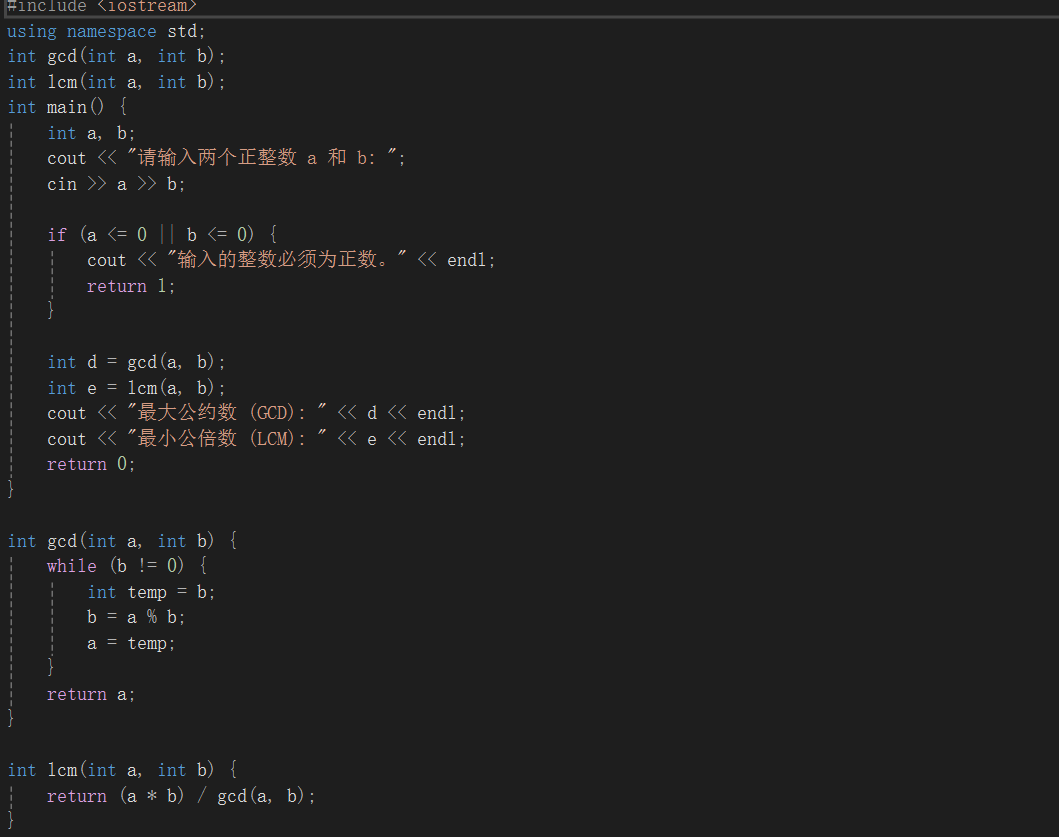 #include <iostream>
using namespace std;
int gcd(int a, int b);
int lcm(int a, int b);
int main() {
    int a, b;
    cout << "请输入两个正整数 a 和 b: ";
    cin >> a >> b;

    if (a <= 0 || b <= 0) {
        cout << "输入的整数必须为正数。" << endl;
        return 1;
    }

    int d = gcd(a, b);
    int e = lcm(a, b);
    cout << "最大公约数 (GCD): " << d << endl;
    cout << "最小公倍数 (LCM): " << e << endl;
    return 0;
}

int gcd(int a, int b) {
    while (b != 0) {
        int temp = b;
        b = a % b;
        a = temp;
    }
    return a;
}

int lcm(int a, int b) {
    return (a * b) / gcd(a, b);
}